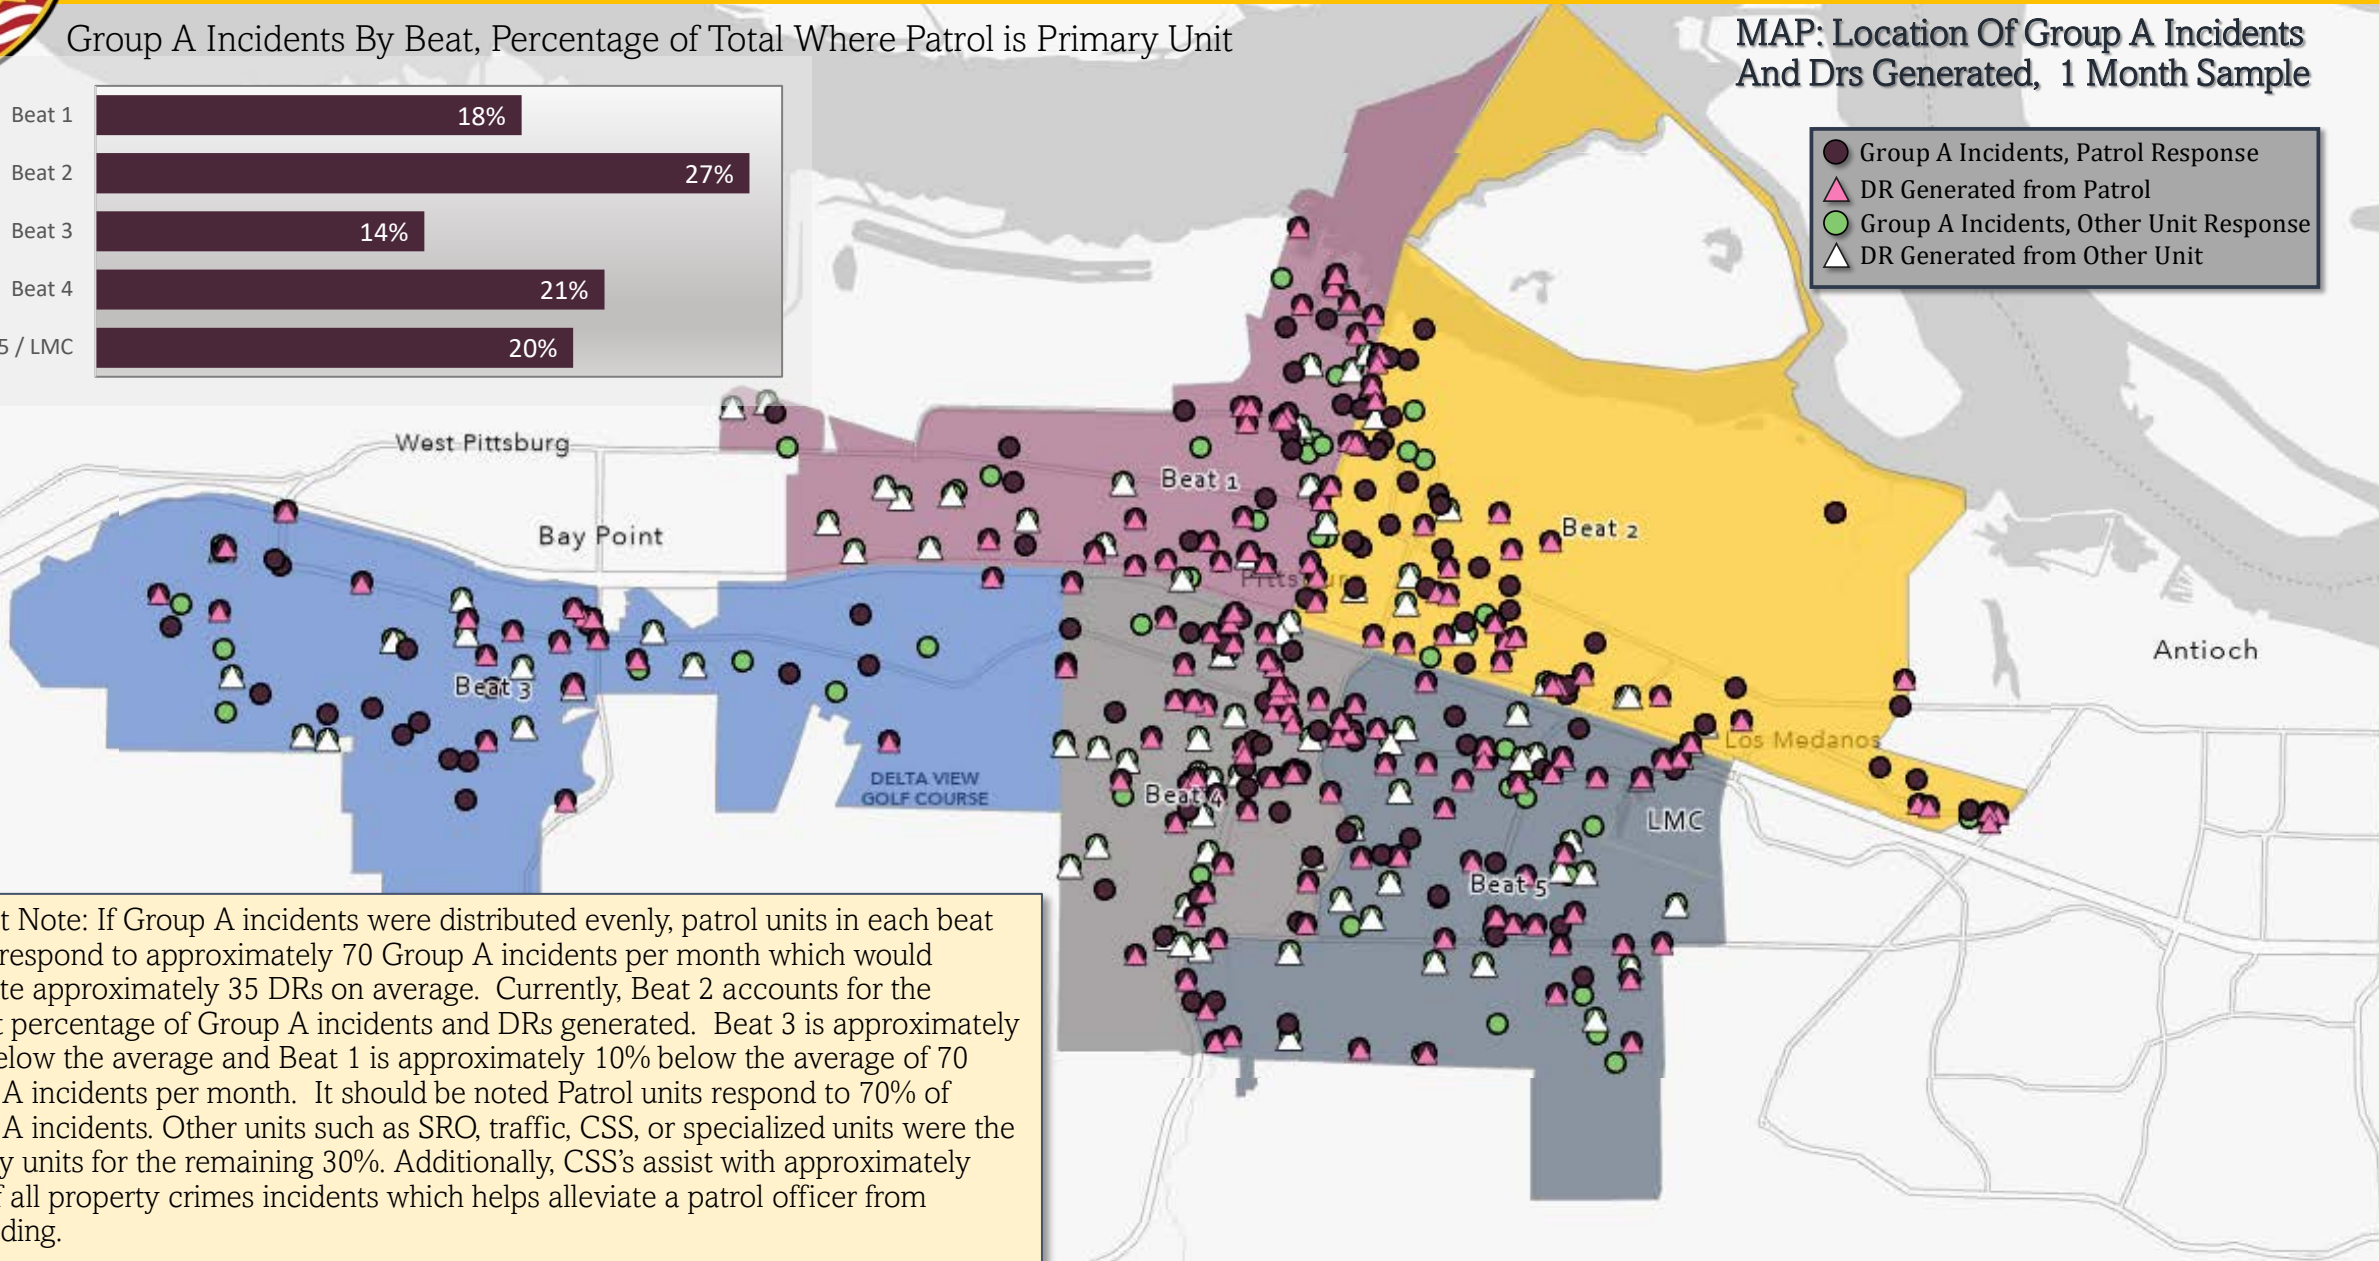 Group A Incidents By Beat, Percentage of Total Where Patrol is Primary Unit
MAP: Location Of Group A Incidents
And Drs Generated, 1 Month Sample
Beat 1
18%
Beat 2
27%
Beat 3
14%
Beat 4
21%
5 / LMC
20%
Group A Incidents, Patrol Response
DR Generated from Patrol
Group A Incidents, Other Unit Response
DR Generated from Other Unit
West Pittsburg
Bay Point
Beat 1
Beat 2
Pittsburg
Antioch
Beat 3
Los Medanos
DELTA VIEW
GOLF COURSE
Beat 4
LMC
Beat 5
t Note: If Group A incidents were distributed evenly, patrol units in each beat
respond to approximately 70 Group A incidents per month which would
te approximately 35 DRs on average. Currently, Beat 2 accounts for the
t percentage of Group A incidents and DRs generated. Beat 3 is approximately
elow the average and Beat 1 is approximately 10% below the average of 70
A incidents per month. It should be noted Patrol units respond to 70% of
A incidents. Other units such as SRO, traffic, CSS, or specialized units were the
y units for the remaining 30%. Additionally, CSS's assist with approximately
f all property crimes incidents which helps alleviate a patrol officer from
ding.